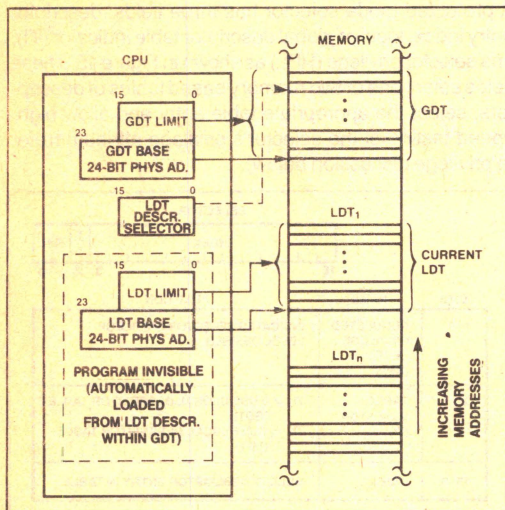 CPU
15
0
GDT LIMIT
23
GDT BASE
24-BIT PHYS AD.
15
0
LDT
DESCR.
SELECTOR
15
0
LDT LIMIT
23
LDT BASE
24-BIT PHYS AD.
PROGRAM INVISIBLE
(AUTOMATICALLY
LOADED
FROM LDT DESCR.
WITHIN GDT)
MEMORY
GDT
LDT1
CURRENT
LDT
LDTn
INCREASING
MEMORY
ADDRESSES